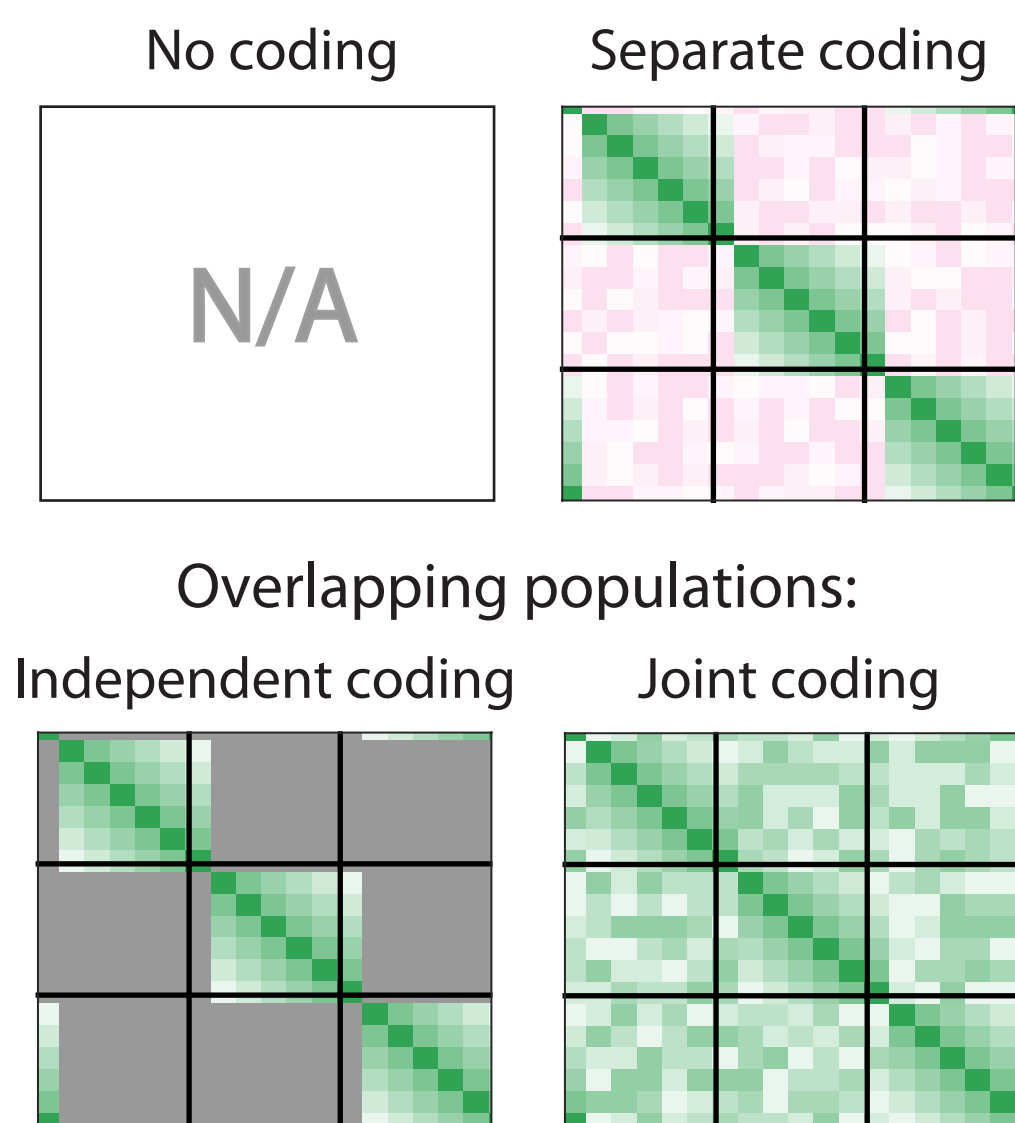 No coding
Separate coding
N/A
Overlapping populations:
Independent coding
Joint coding